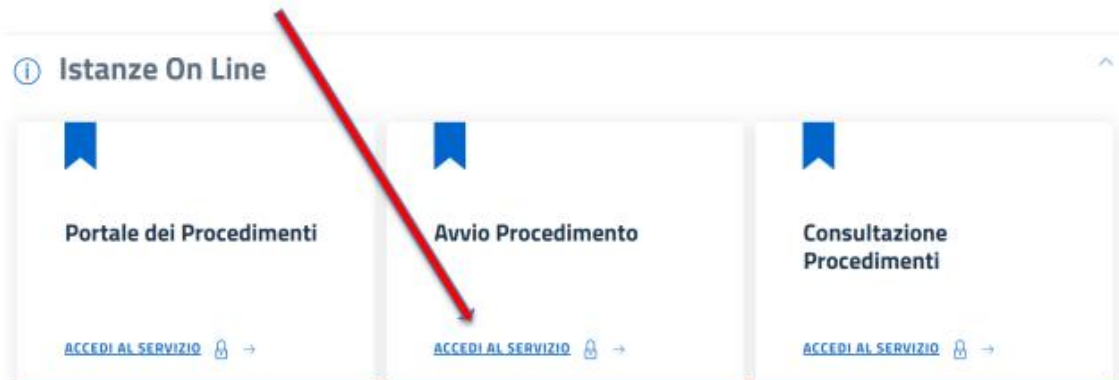 Istanze On Line
Portale dei Procedimenti
Avvio Procedimento
Consultazione
Procedimenti
ACCEDI AL SERVIZIO
ACCEDI AL SERVIZIO
ACCEDI AL SERVIZIO